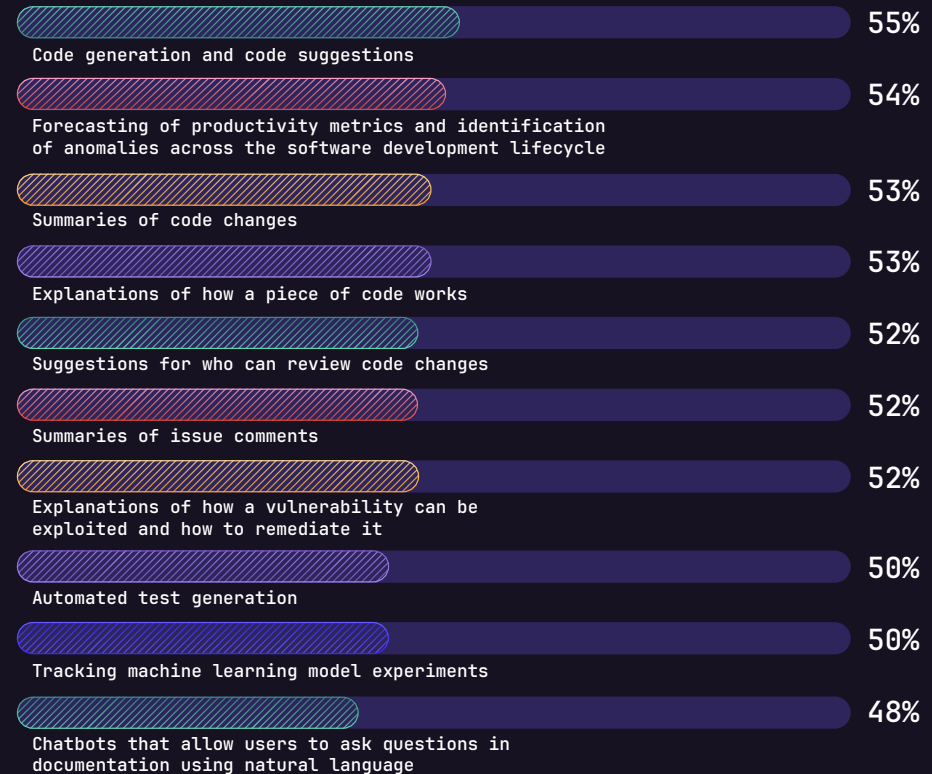 55%
Code generation and code suggestions
54%
Forecasting of productivity metrics and identification
of anomalies across the software development lifecycle
53%
Summaries of code changes
53%
Explanations of how a piece of code works
52%
Suggestions for who can review code changes
52%
Summaries of issue comments
52%
Explanations of how a vulnerability can be
exploited and how to remediate it
50%
Automated test generation
50%
Tracking machine learning model experiments
48%
Chatbots that allow users to ask questions in
documentation using natural language